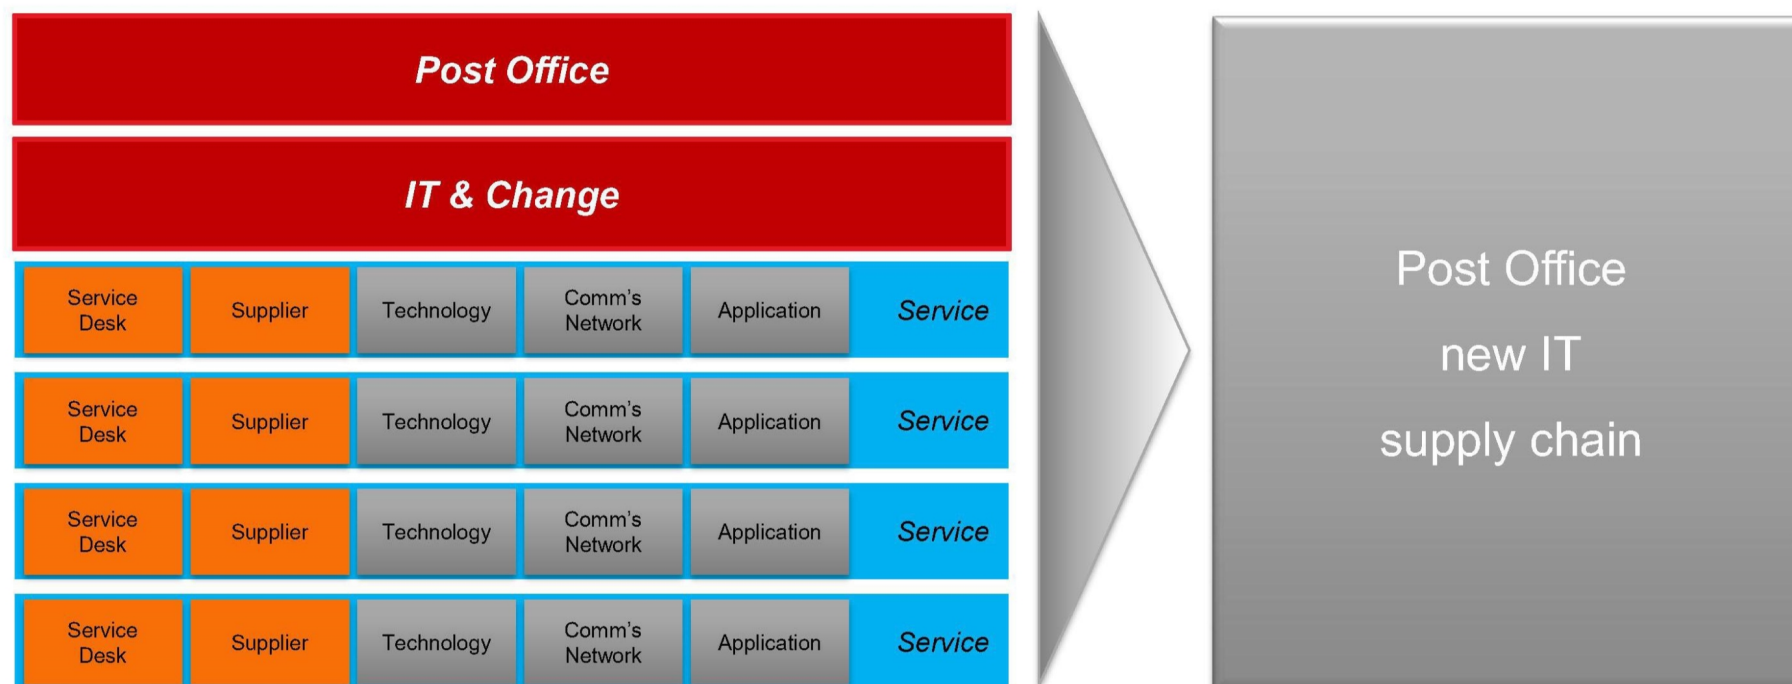 Post Office
IT & Change
Service
Desk
Supplier
Technology
Comm's
Network
Application
Service
Service
Desk
Supplier
Technology
Comm's
Network
Application
Service
Service
Desk
Supplier
Technology
Comm's
Network
Application
Service
Service
Desk
Supplier
Technology
Comm's
Network
Application
Service
Post Office
new IT
supply chain